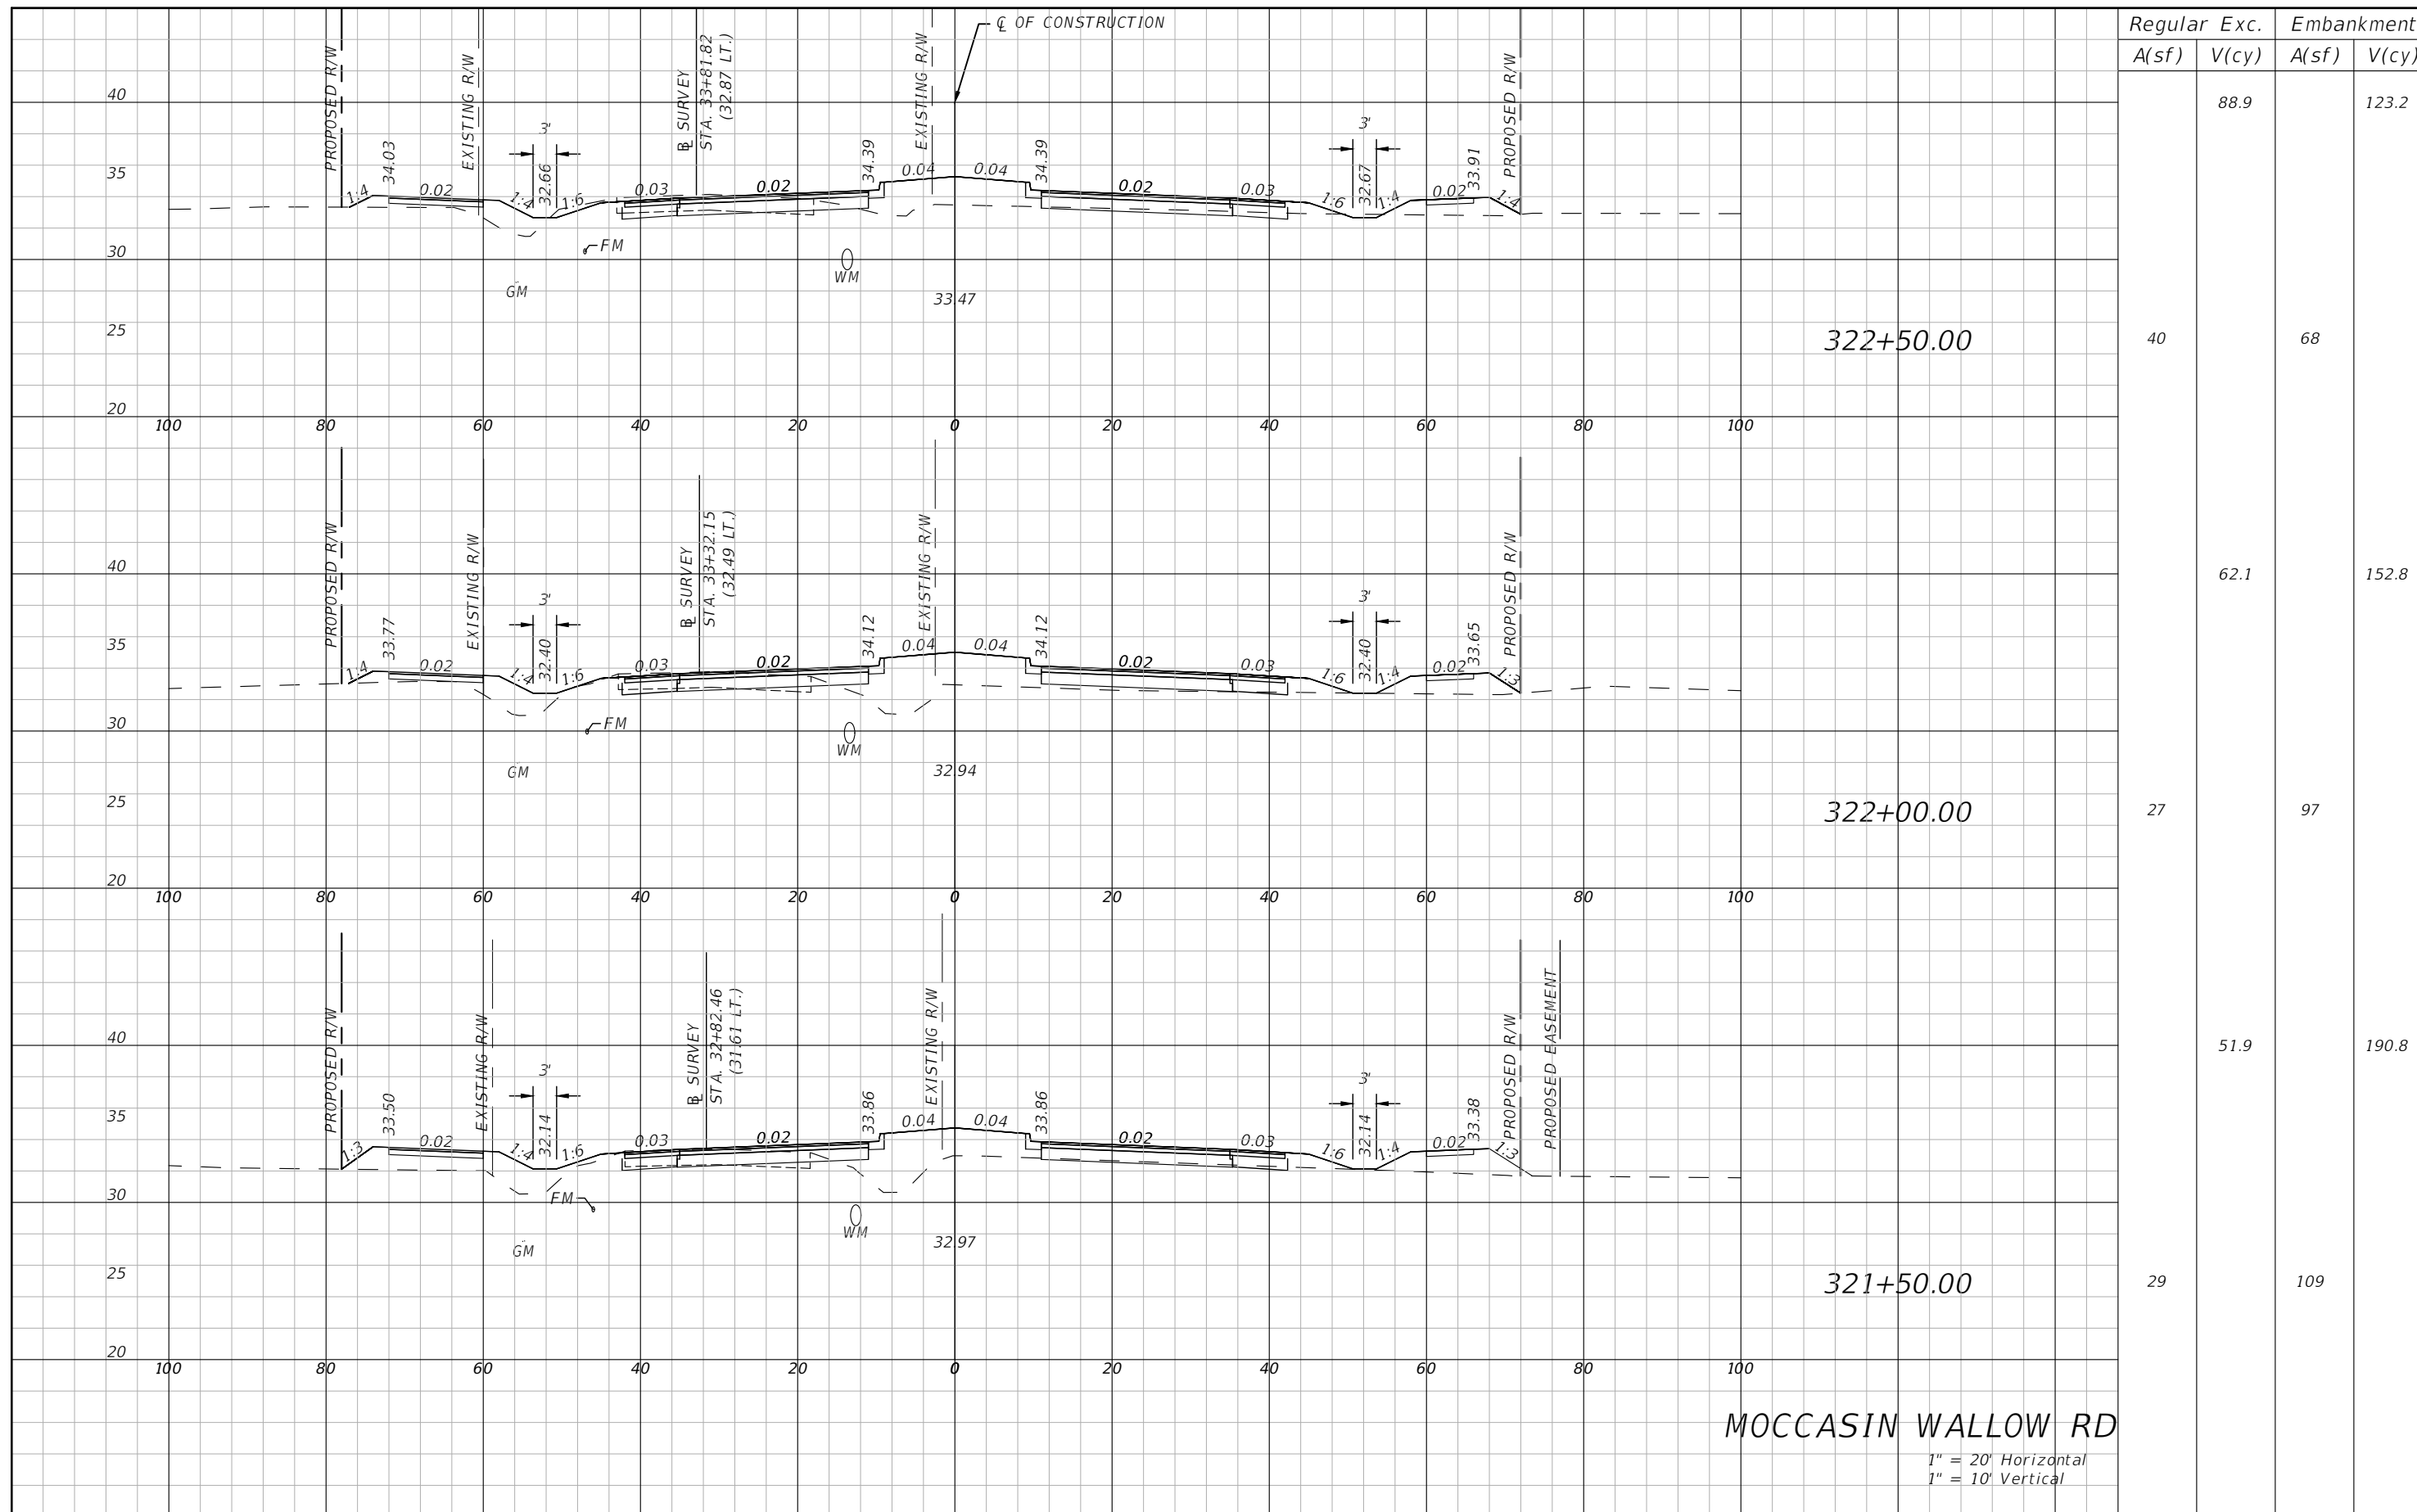 Regular Exc. Embankment
A(sf) V(cy) A(sf) V(cy)
88.9 123.2
℄ OF CONSTRUCTION
PROPOSED R/W
EXISTING R/W
℔ SURVEY
STA. 33+81.82
(32.87 LT.)
EXISTING R/W
PROPOSED R/W
40
35
30
25
20
34.03
3'
32.66
34.39
34.39
3'
32.67
33.91
1:4 0.02 1:4 1:6 0.03 0.02 0.04 0.04 0.02 0.03 1:6 1:4 0.02 1:4
FM
GM
WM
33.47
322+50.00 40 68
100 80 60 40 20 0 20 40 60 80 100
62.1 152.8
PROPOSED R/W
EXISTING R/W
℔ SURVEY
STA. 33+32.15
(32.49 LT.)
EXISTING R/W
PROPOSED R/W
40
35
30
25
20
33.77
3'
32.40
34.12
34.12
3'
32.40
33.65
1:4 0.02 1:4 1:6 0.03 0.02 0.04 0.04 0.02 0.03 1:6 1:4 0.02 1:3
FM
GM
WM
32.94
322+00.00 27 97
100 80 60 40 20 0 20 40 60 80 100
51.9 190.8
PROPOSED R/W
EXISTING R/W
℔ SURVEY
STA. 32+82.46
(31.61 LT.)
EXISTING R/W
PROPOSED R/W
PROPOSED EASEMENT
40
35
30
25
20
33.50
3'
32.14
33.86
33.86
3'
32.14
33.38
1:3 0.02 1:4 1:6 0.03 0.02 0.04 0.04 0.02 0.03 1:6 1:4 0.02 1:3
FM
GM
WM
32.97
321+50.00 29 109
100 80 60 40 20 0 20 40 60 80 100
MOCCASIN WALLOW RD
1" = 20' Horizontal
1" = 10' Vertical